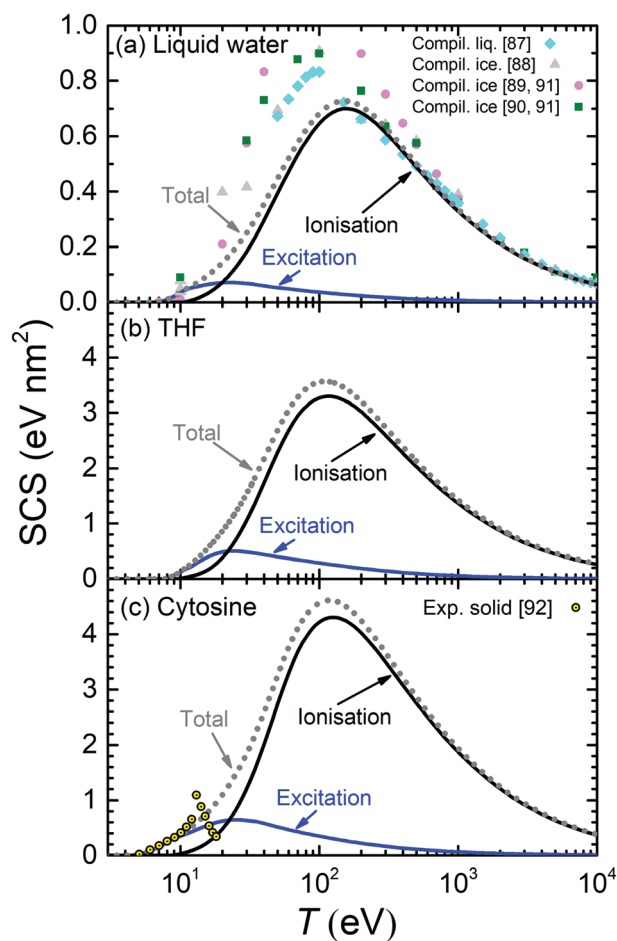 (a) Liquid water
Compil. liq. [87]
Compil. ice. [88]
Compil. ice [89, 91]
Compil. ice [90, 91]
1.0
0.8
0.6
0.4
0.2
0.0
Total
Ionisation
Excitation
(b) THF
4
3
2
1
0
Total
Ionisation
Excitation
SCS (eV nm²)
(c) Cytosine
Exp. solid [92]
4
3
2
1
0
Total
Ionisation
Excitation
10¹
10²
10³
10⁴
T (eV)